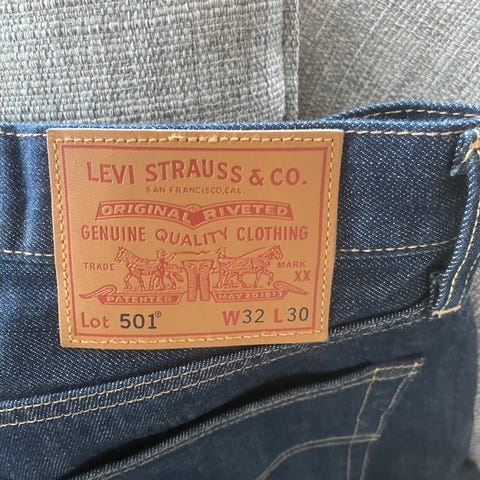 LEVI STRAUSS & CO.
SAN FRANCISCO, CAL.
ORIGINAL RIVETED
GENUINE QUALITY CLOTHING
TRADE MARK
XX
PATENTED MAY 20 1873
Lot 501® W32 L30